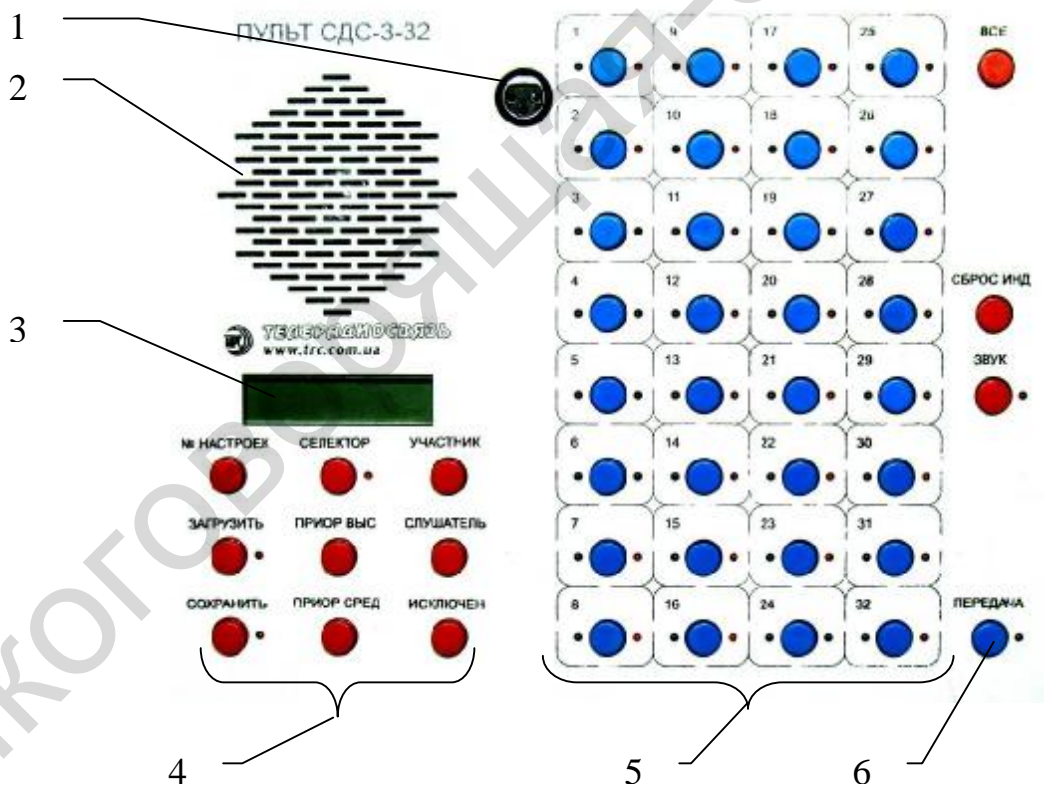 1
2
3
ПУЛЬТ СДС-3-32
ТЕЛЕРАДИОСВЯЗЬ
www.trc.com.ua
№ НАСТРОЕК СЕЛЕКТОР УЧАСТНИК
ЗАГРУЗИТЬ ПРИОР ВЫС СЛУШАТЕЛЬ
СОХРАНИТЬ ПРИОР СРЕД ИСКЛЮЧЕН
1 9 17 25 ВСЕ
2 10 18 26
3 11 19 27
4 12 20 28 СБРОС ИНД
5 13 21 29 ЗВУК
6 14 22 30
7 15 23 31
8 16 24 32 ПЕРЕДАЧА
4 5 6